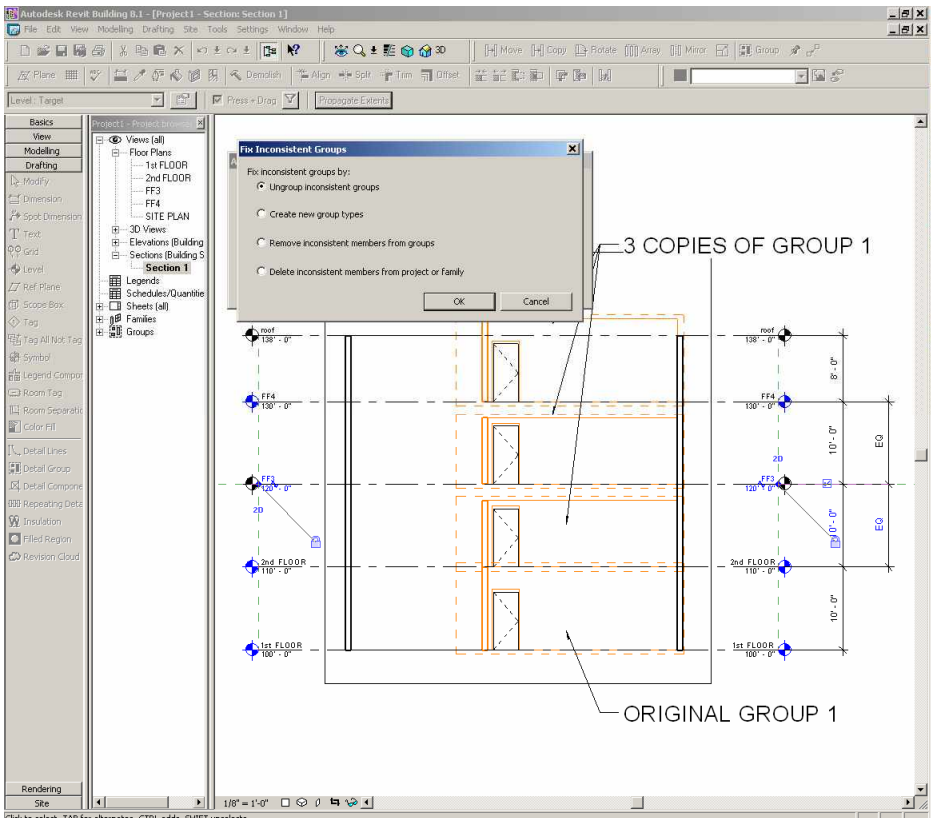 Autodesk Revit Building 8.1 - [Project1 - Section: Section 1]
File Edit View Modelling Drafting Site Tools Settings Window Help
3D Move Copy Rotate Array Mirror Group
Plane Demolish Align Split Trim Offset
Level : Target Press + Drag Propagate Extents
Basics
View
Modelling
Drafting
Modify
Dimension
Spot Dimension
Text
Grid
Level
Ref Plane
Scope Box
Tag
Tag All Not Tag
Symbol
Legend Compor
Room Tag
Room Separatic
Color Fill
Detail Lines
Detail Group
Detail Compone
Repeating Deta
Insulation
Filled Region
Revision Cloud
Rendering
Site
Project1 - Project browser
Views (all)
Floor Plans
1st FLOOR
2nd FLOOR
FF3
FF4
SITE PLAN
3D Views
Elevations (Building
Sections (Building S
Section 1
Legends
Schedules/Quantitie
Sheets (all)
Families
Groups
Fix Inconsistent Groups
Fix inconsistent groups by:
Ungroup inconsistent groups
Create new group types
Remove inconsistent members from groups
Delete inconsistent members from project or family
OK Cancel
3 COPIES OF GROUP 1
roof
138' - 0"
roof
138' - 0"
8' - 0"
FF4
130' - 0"
FF4
130' - 0"
10' - 0"
EQ
2D
FF3
120' - 0"
FF3
120' - 0"
2D
10' - 0"
EQ
2nd FLOOR
110' - 0"
2nd FLOOR
110' - 0"
10' - 0"
1st FLOOR
100' - 0"
1st FLOOR
100' - 0"
ORIGINAL GROUP 1
1/8" = 1'-0"
Click to select, TAB for alternates, CTRL adds, SHIFT unselects.